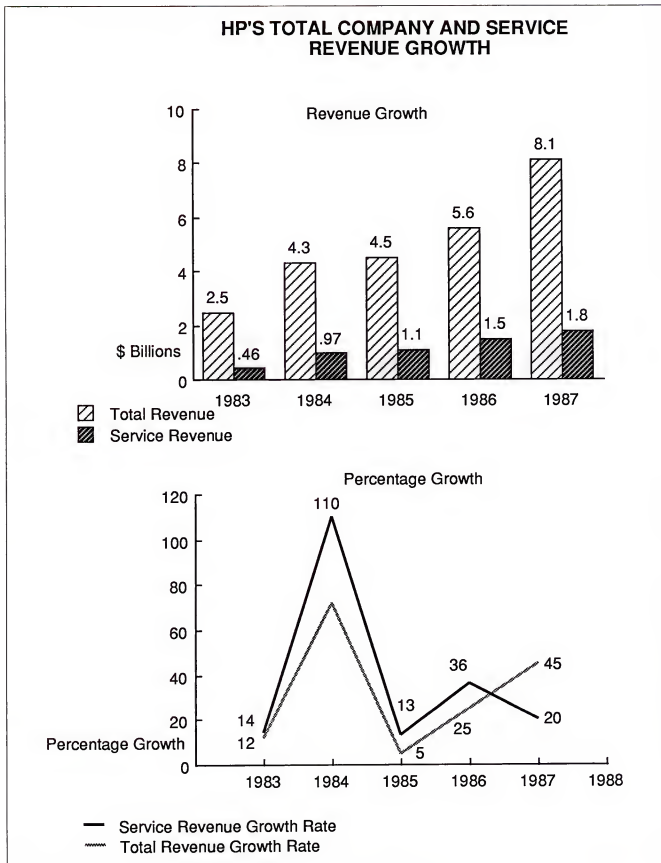 HP'S TOTAL COMPANY AND SERVICE
REVENUE GROWTH
Revenue Growth
10
8
6
4
2
0
$ Billions
2.5
.46
4.3
.97
4.5
1.1
5.6
1.5
8.1
1.8
1983 1984 1985 1986 1987
Total Revenue
Service Revenue
Percentage Growth
120
100
80
60
40
20
0
Percentage Growth
14
12
110
13
5
36
25
45
20
1983 1984 1985 1986 1987 1988
Service Revenue Growth Rate
Total Revenue Growth Rate